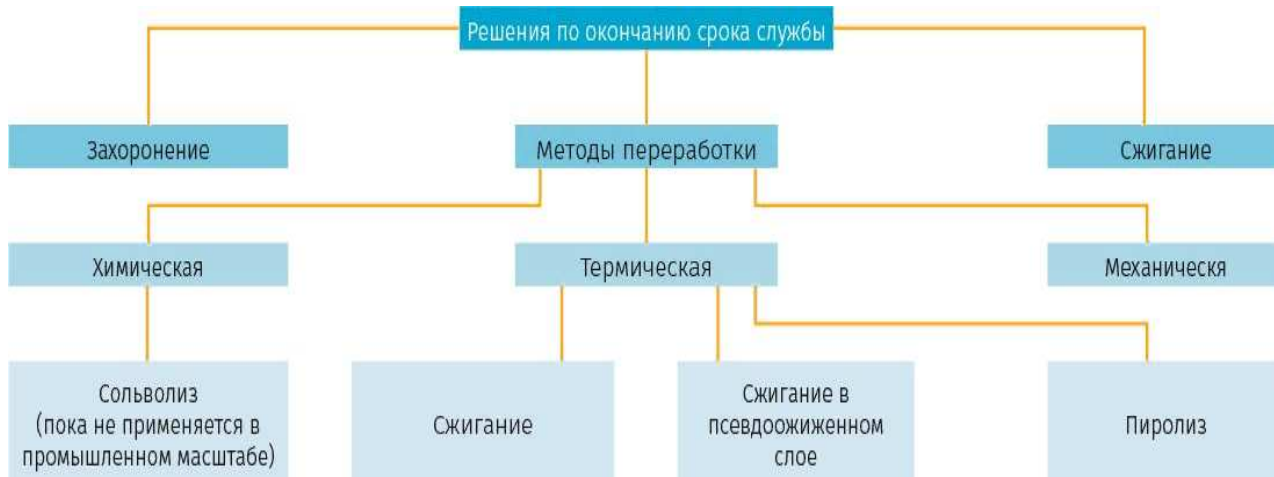 Решения по окончанию срока службы
Захоронение
Методы переработки
Сжигание
Химическая
Термическая
Механическя
Сольволиз
(пока не применяется в
промышленном масштабе)
Сжигание
Сжигание в
псевдоожиженном
слое
Пиролиз